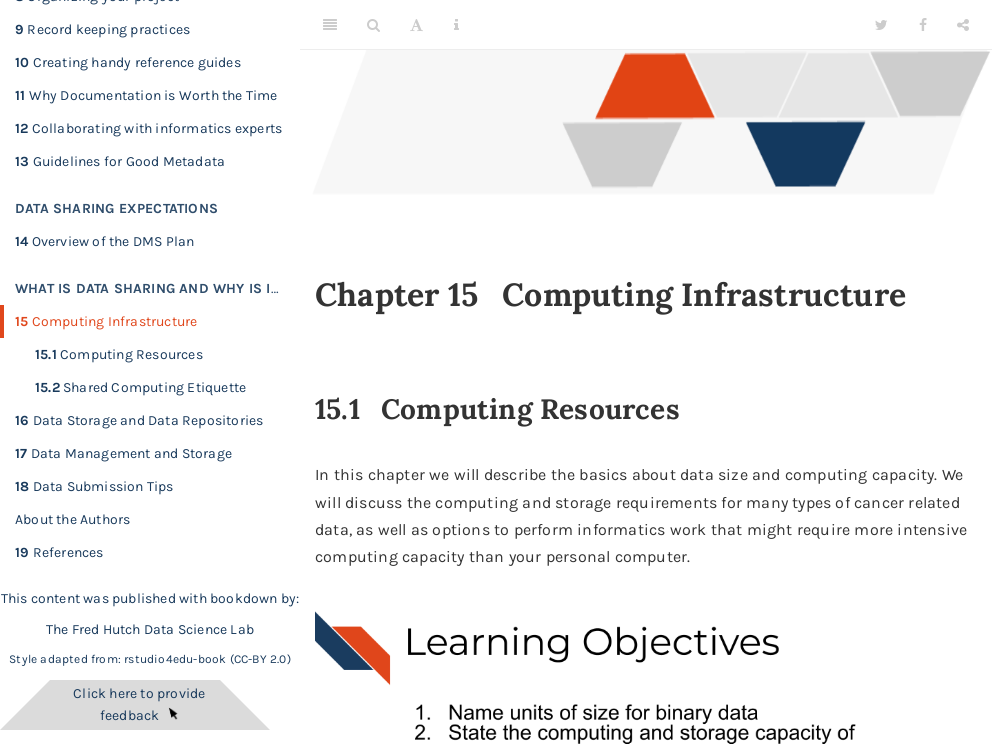 9 Record keeping practices
10 Creating handy reference guides
11 Why Documentation is Worth the Time
12 Collaborating with informatics experts
13 Guidelines for Good Metadata
DATA SHARING EXPECTATIONS
14 Overview of the DMS Plan
WHAT IS DATA SHARING AND WHY IS I…
15 Computing Infrastructure
15.1 Computing Resources
15.2 Shared Computing Etiquette
16 Data Storage and Data Repositories
17 Data Management and Storage
18 Data Submission Tips
About the Authors
19 References
This content was published with bookdown by:
The Fred Hutch Data Science Lab
Style adapted from: rstudio4edu-book (CC-BY 2.0)
Click here to provide
feedback
A
i
Chapter 15 Computing Infrastructure
15.1 Computing Resources
In this chapter we will describe the basics about data size and computing capacity. We
will discuss the computing and storage requirements for many types of cancer related
data, as well as options to perform informatics work that might require more intensive
computing capacity than your personal computer.
Learning Objectives
1. Name units of size for binary data
2. State the computing and storage capacity of